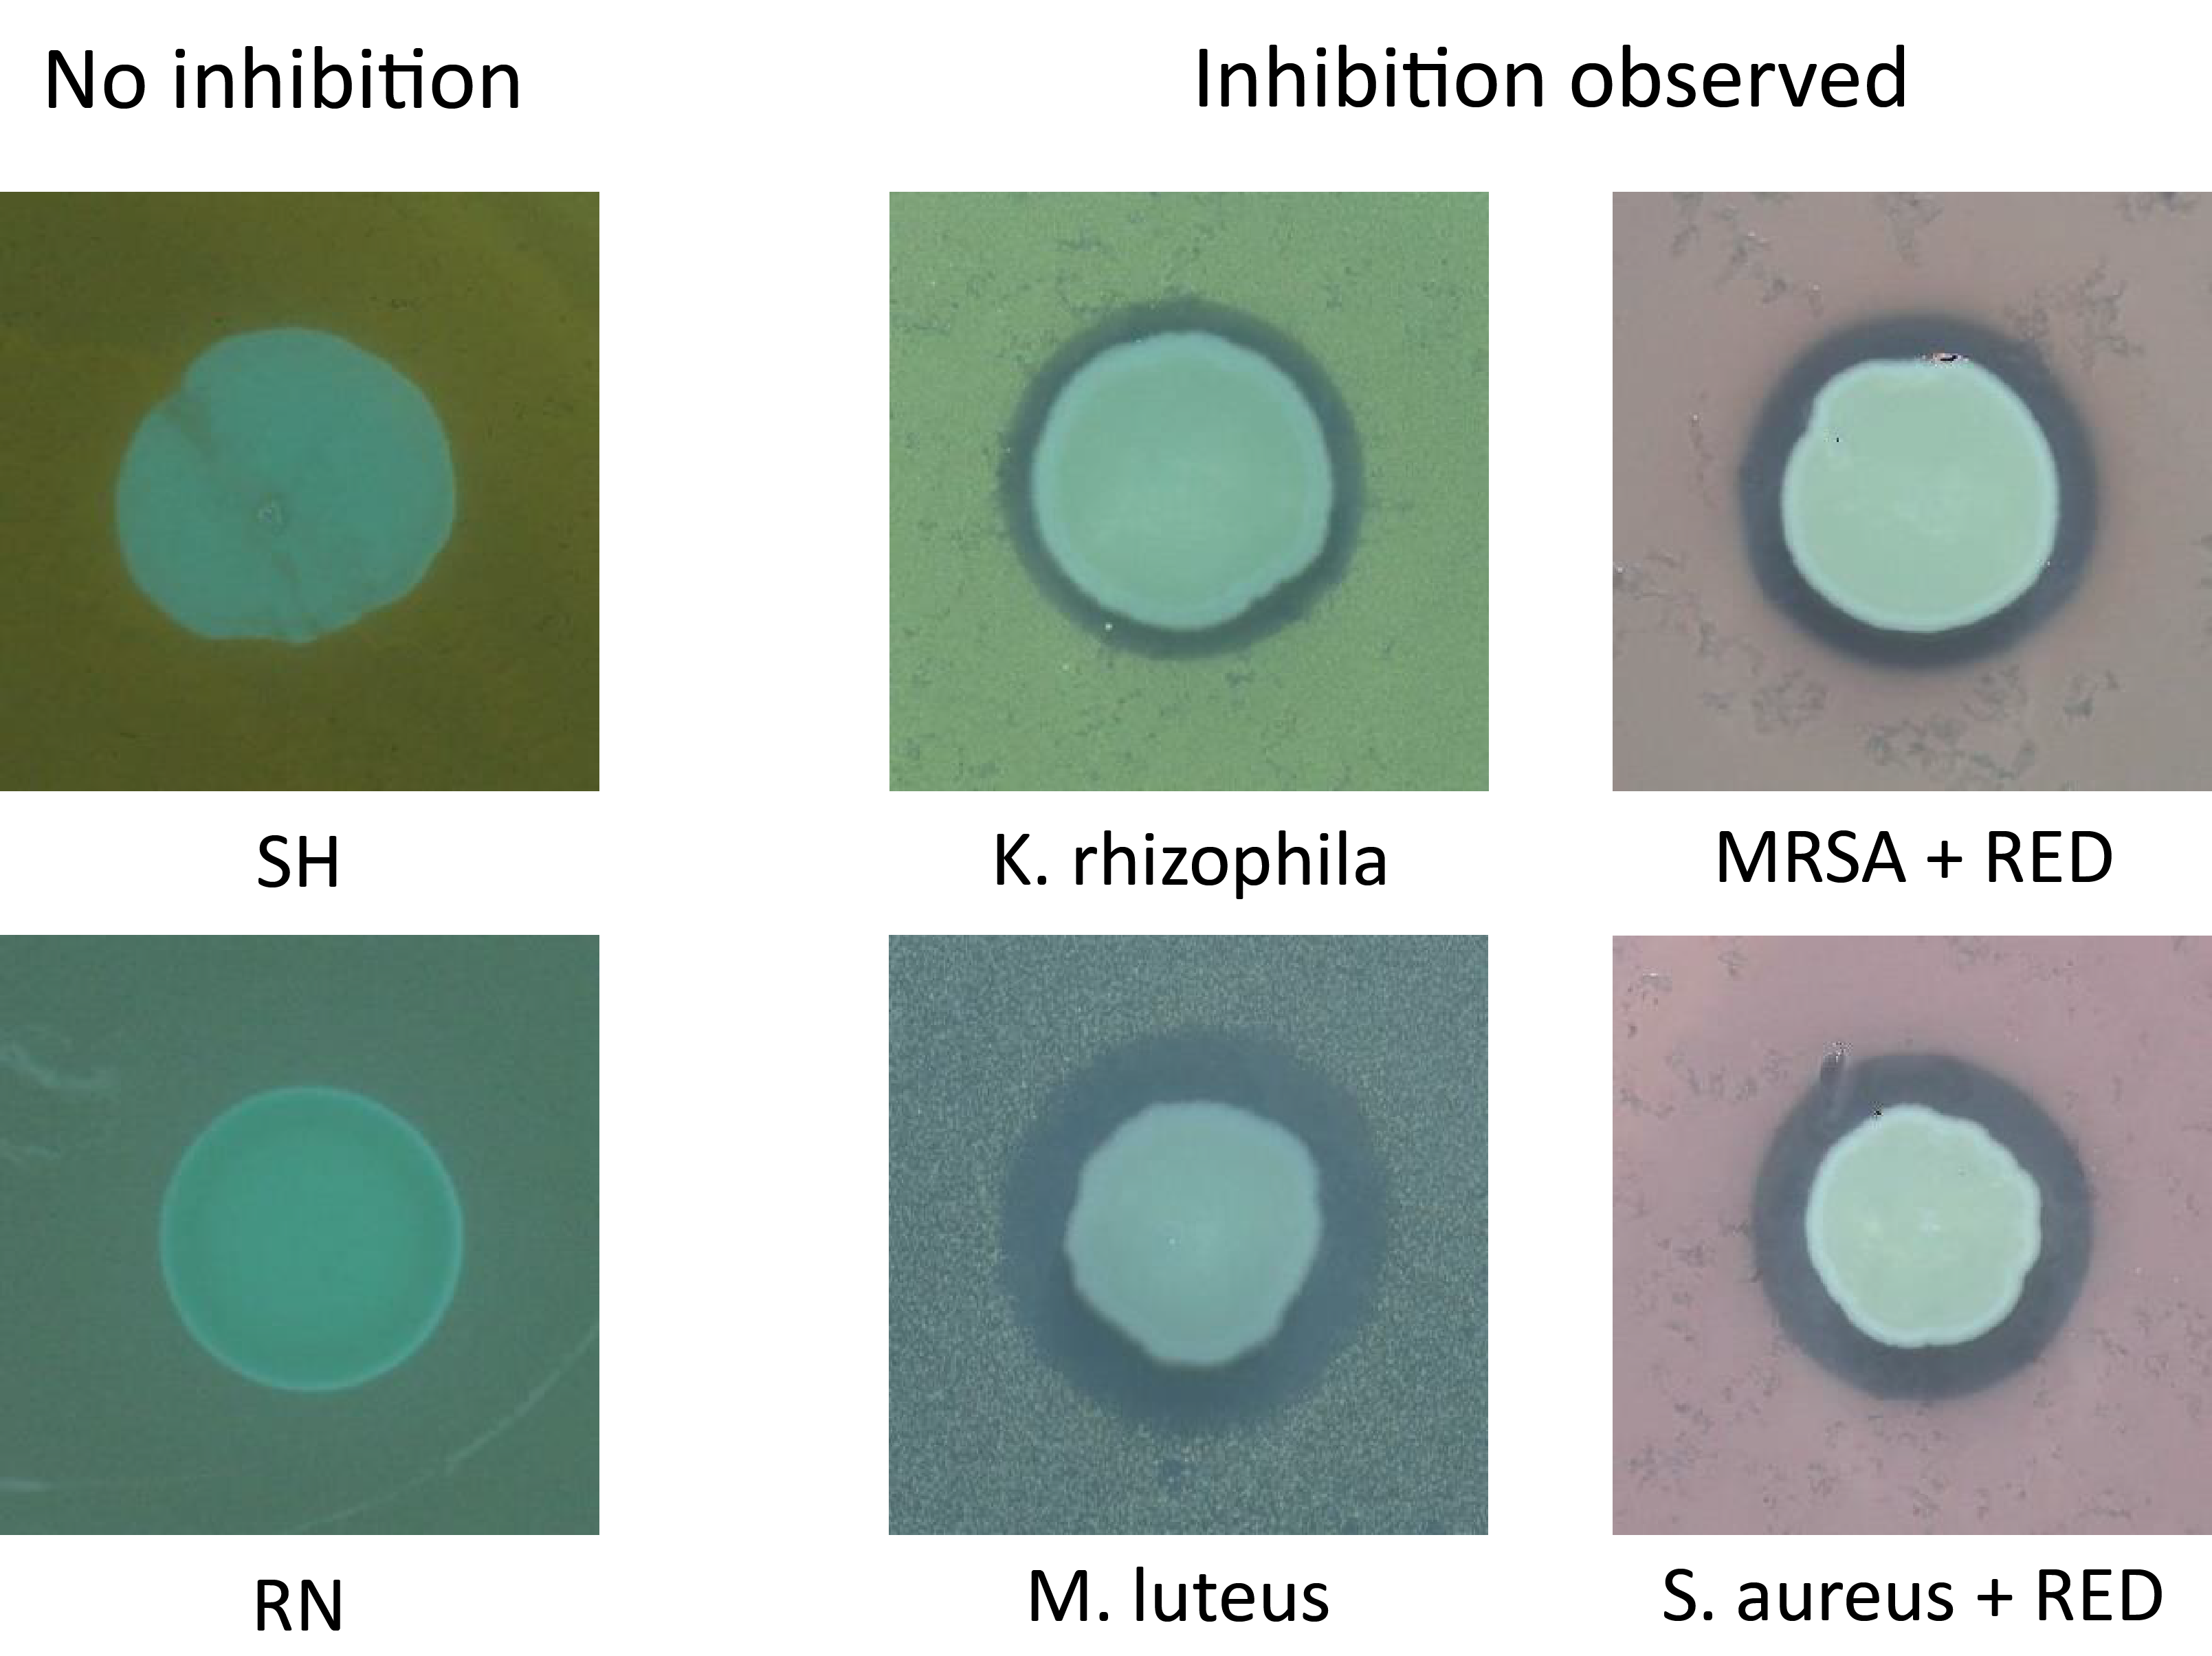 No inhibition
Inhibition observed
SH
K. rhizophila
MRSA + RED
RN
M. luteus
S. aureus + RED